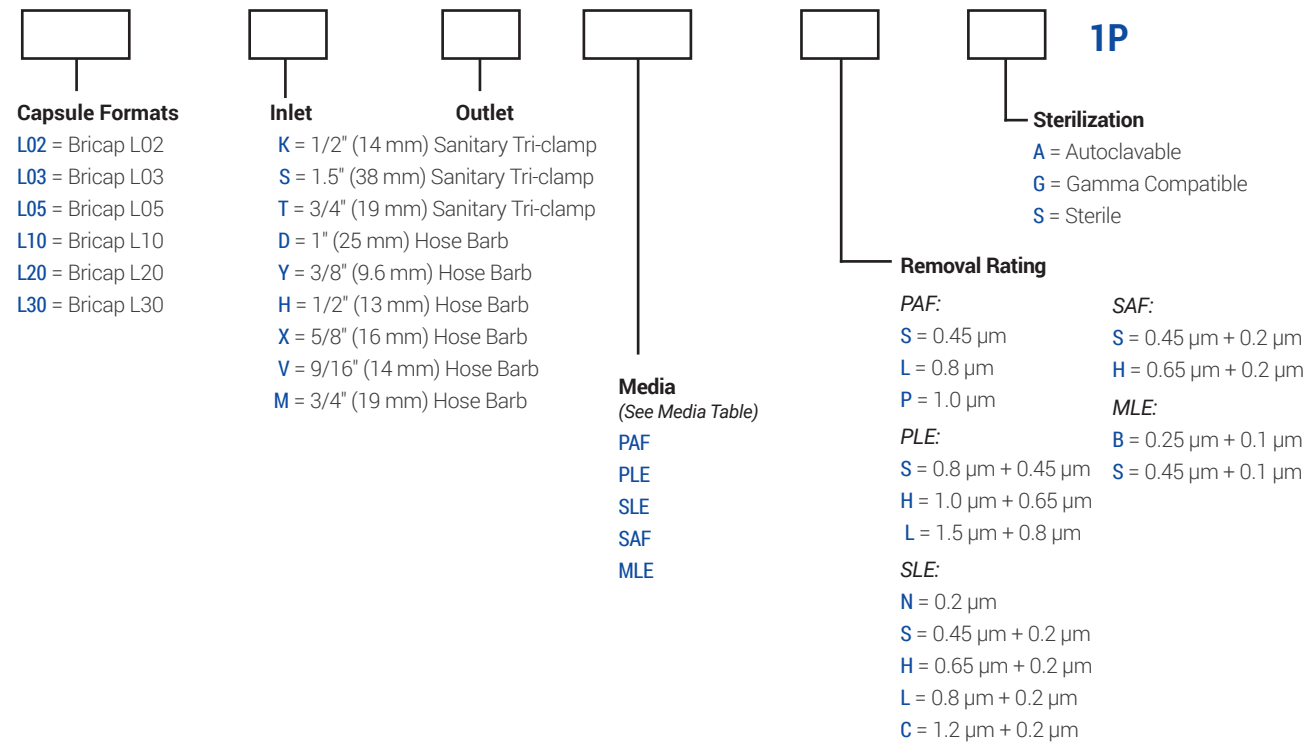 1P
Capsule Formats
L02 = Bricap L02
L03 = Bricap L03
L05 = Bricap L05
L10 = Bricap L10
L20 = Bricap L20
L30 = Bricap L30
Inlet Outlet
K = 1/2" (14 mm) Sanitary Tri-clamp
S = 1.5" (38 mm) Sanitary Tri-clamp
T = 3/4" (19 mm) Sanitary Tri-clamp
D = 1" (25 mm) Hose Barb
Y = 3/8" (9.6 mm) Hose Barb
H = 1/2" (13 mm) Hose Barb
X = 5/8" (16 mm) Hose Barb
V = 9/16" (14 mm) Hose Barb
M = 3/4" (19 mm) Hose Barb
Media
(See Media Table)
PAF
PLE
SLE
SAF
MLE
Removal Rating
PAF:
S = 0.45 µm
L = 0.8 µm
P = 1.0 µm
PLE:
S = 0.8 µm + 0.45 µm
H = 1.0 µm + 0.65 µm
L = 1.5 µm + 0.8 µm
SLE:
N = 0.2 µm
S = 0.45 µm + 0.2 µm
H = 0.65 µm + 0.2 µm
L = 0.8 µm + 0.2 µm
C = 1.2 µm + 0.2 µm
SAF:
S = 0.45 µm + 0.2 µm
H = 0.65 µm + 0.2 µm
MLE:
B = 0.25 µm + 0.1 µm
S = 0.45 µm + 0.1 µm
Sterilization
A = Autoclavable
G = Gamma Compatible
S = Sterile